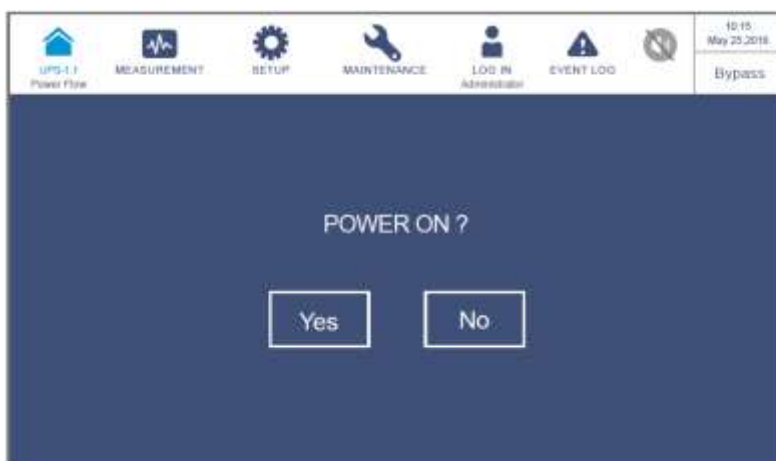 UPS-1.1
Power Flow
MEASUREMENT
SETUP
MAINTENANCE
LOG IN
Administrator
EVENT LOG
10:15
May 25,2016
Bypass
POWER ON ?
Yes
No